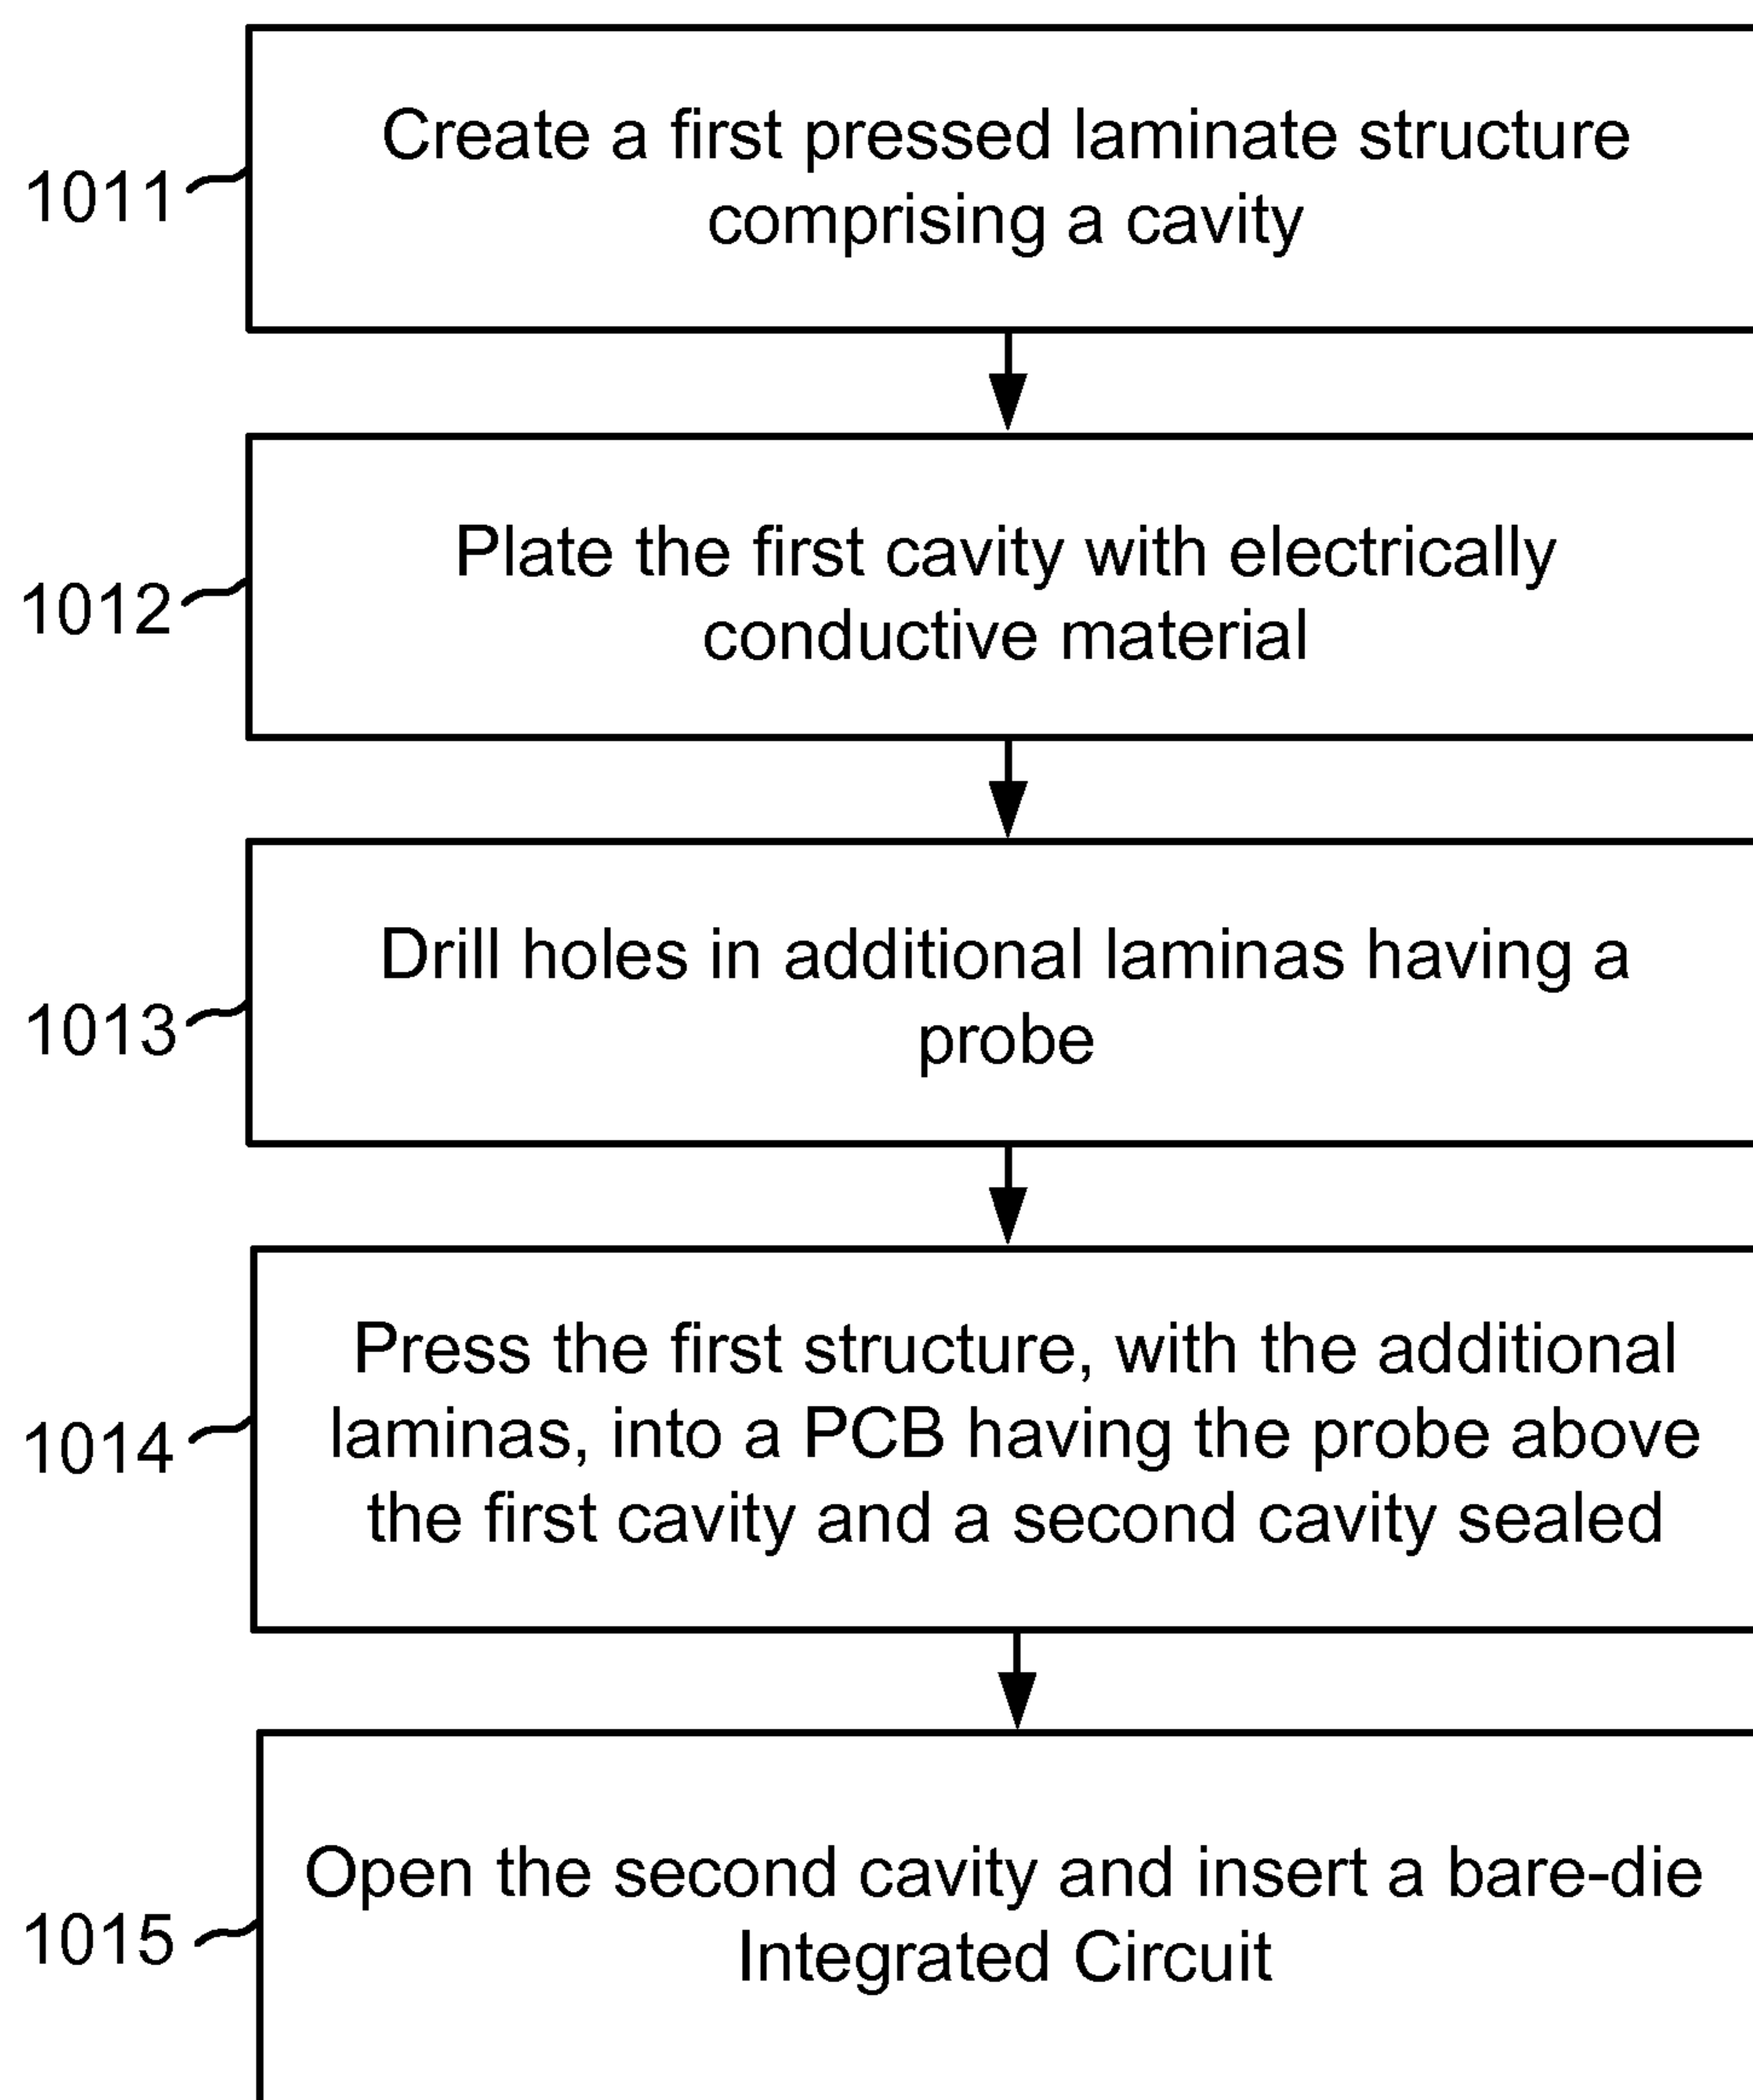 Create a first pressed laminate structure
comprising a cavity
1011
Plate the first cavity with electrically
conductive material
1012
Drill holes in additional laminas having a
probe
1013
Press the first structure, with the additional
laminas, into a PCB having the probe above
the first cavity and a second cavity sealed
1014
Open the second cavity and insert a bare-die
Integrated Circuit
1015